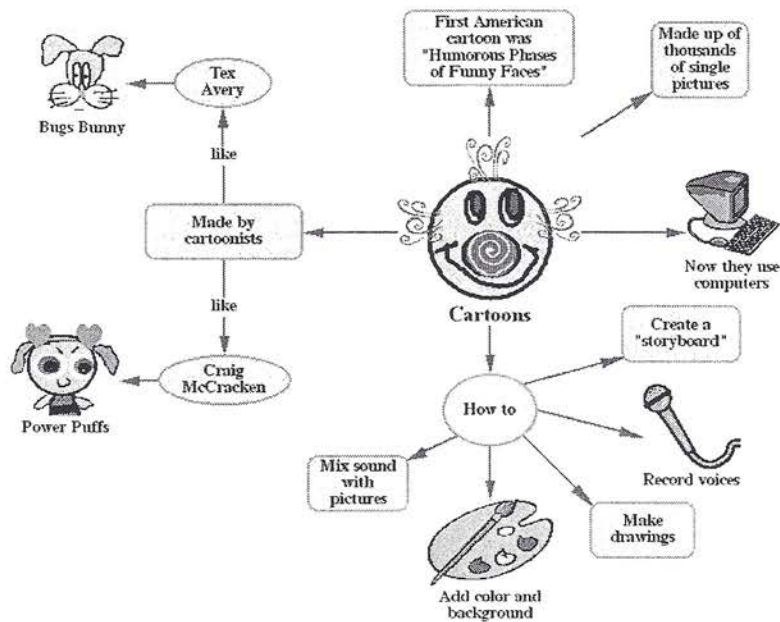 First American
cartoon was
"Humorous Phases
of Funny Faces"
Made up of
thousands
of single
pictures
Tex
Avery
Bugs Bunny
like
Made by
cartoonists
Now they use
computers
like
Cartoons
Craig
McCracken
Power Puffs
How to
Create a
"storyboard"
Record voices
Mix sound
with
pictures
Make
drawings
Add color and
background